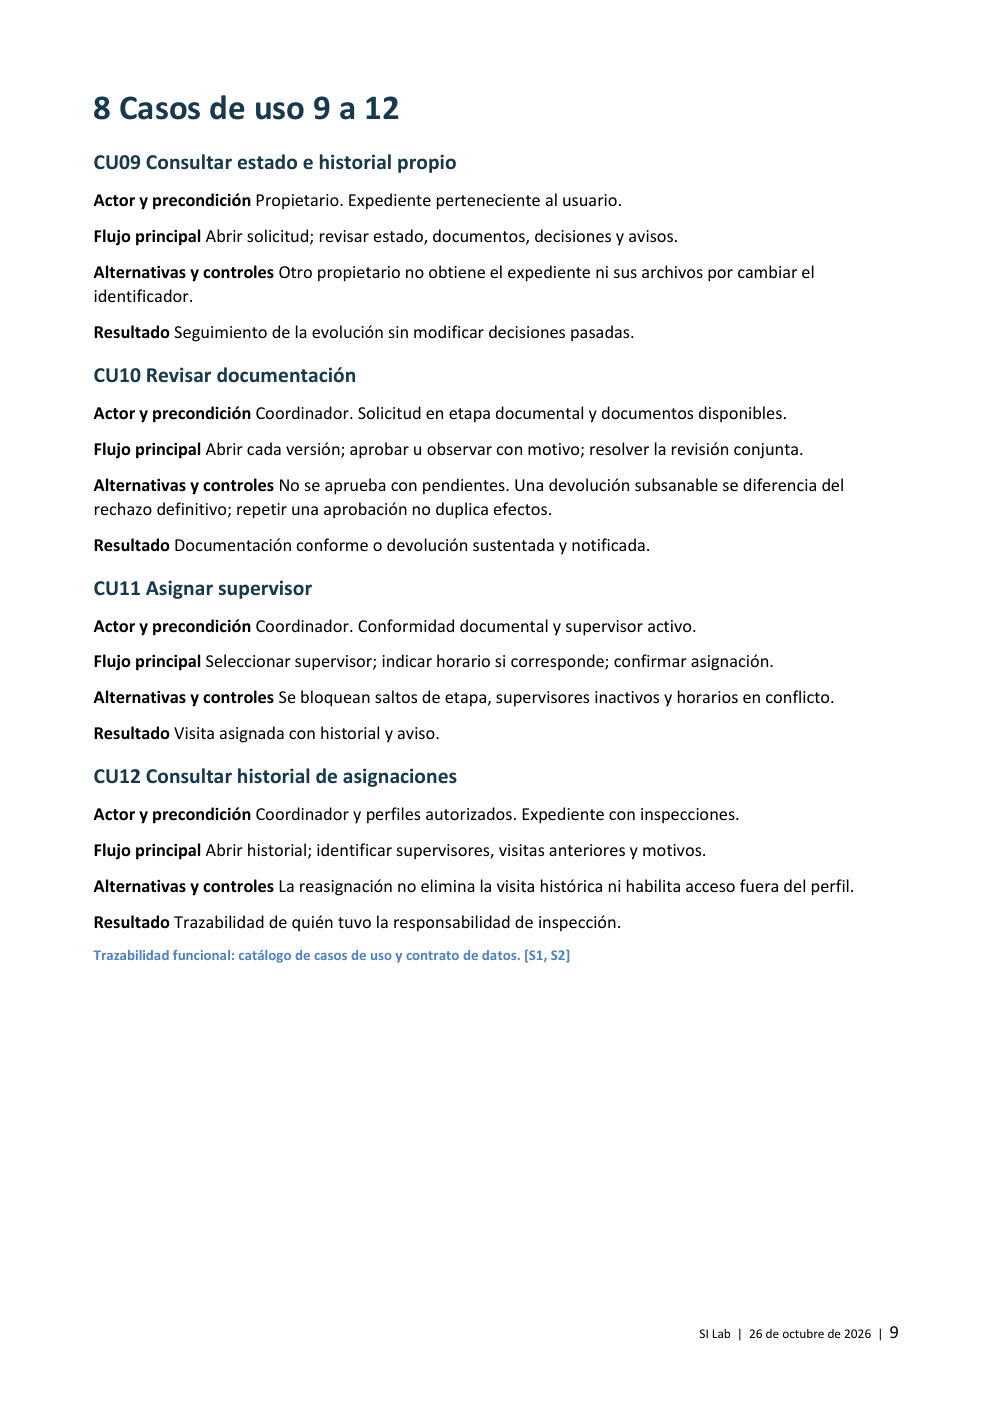 8 Casos de uso 9 a 12
CU09 Consultar estado e historial propio
Actor y precondición Propietario. Expediente perteneciente al usuario.
Flujo principal Abrir solicitud; revisar estado, documentos, decisiones y avisos.
Alternativas y controles Otro propietario no obtiene el expediente ni sus archivos por cambiar el
identificador.
Resultado Seguimiento de la evolución sin modificar decisiones pasadas.
CU10 Revisar documentación
Actor y precondición Coordinador. Solicitud en etapa documental y documentos disponibles.
Flujo principal Abrir cada versión; aprobar u observar con motivo; resolver la revisión conjunta.
Alternativas y controles No se aprueba con pendientes. Una devolución subsanable se diferencia del
rechazo definitivo; repetir una aprobación no duplica efectos.
Resultado Documentación conforme o devolución sustentada y notificada.
CU11 Asignar supervisor
Actor y precondición Coordinador. Conformidad documental y supervisor activo.
Flujo principal Seleccionar supervisor; indicar horario si corresponde; confirmar asignación.
Alternativas y controles Se bloquean saltos de etapa, supervisores inactivos y horarios en conflicto.
Resultado Visita asignada con historial y aviso.
CU12 Consultar historial de asignaciones
Actor y precondición Coordinador y perfiles autorizados. Expediente con inspecciones.
Flujo principal Abrir historial; identificar supervisores, visitas anteriores y motivos.
Alternativas y controles La reasignación no elimina la visita histórica ni habilita acceso fuera del perfil.
Resultado Trazabilidad de quién tuvo la responsabilidad de inspección.
Trazabilidad funcional: catálogo de casos de uso y contrato de datos. [S1, S2]
SI Lab | 26 de octubre de 2026 | 9